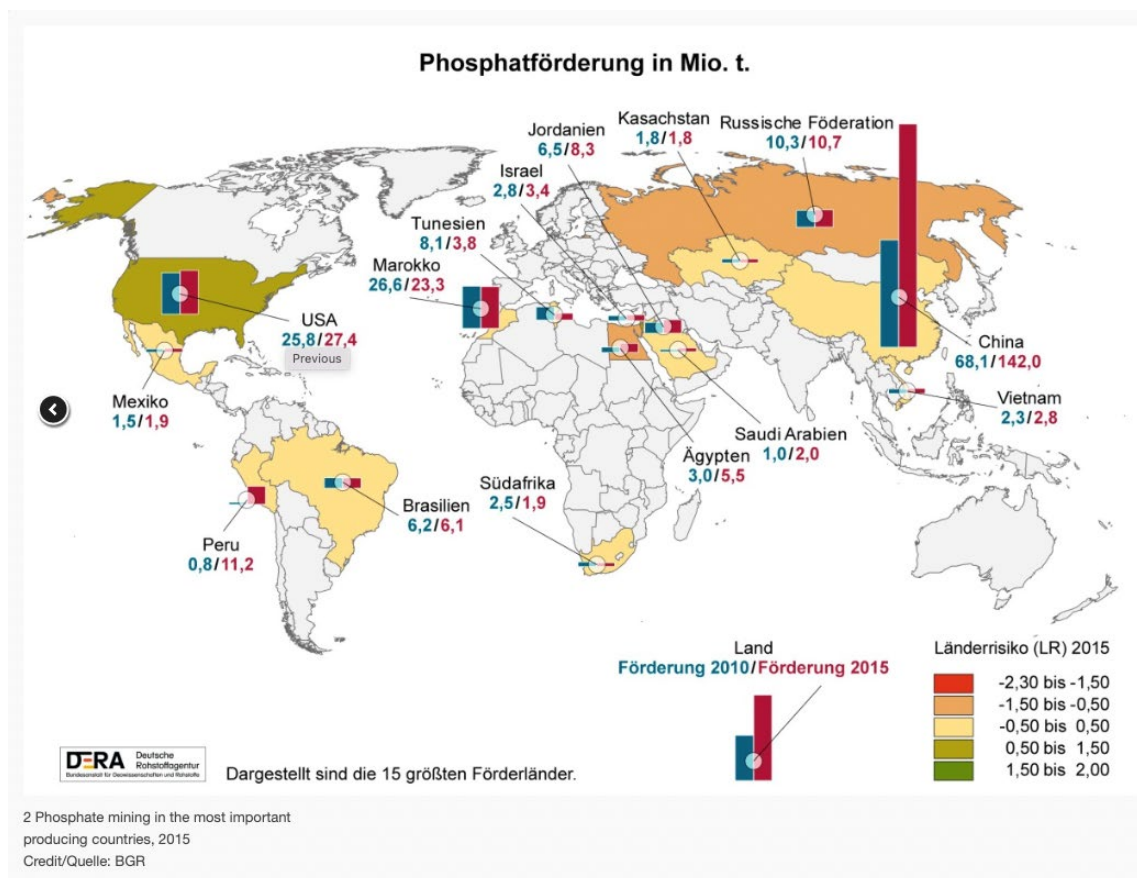 Phosphatförderung in Mio. t.
Kasachstan
1,8/1,8
Russische Föderation
10,3/10,7
Jordanien
6,5/8,3
Israel
2,8/3,4
Tunesien
8,1/3,8
Marokko
26,6/23,3
USA
25,8/27,4
Previous
China
68,1/142,0
Mexiko
1,5/1,9
Vietnam
2,3/2,8
Saudi Arabien
1,0/2,0
Ägypten
3,0/5,5
Südafrika
2,5/1,9
Brasilien
6,2/6,1
Peru
0,8/11,2
Land
Förderung 2010/Förderung 2015
Länderrisiko (LR) 2015
-2,30 bis -1,50
-1,50 bis -0,50
-0,50 bis 0,50
0,50 bis 1,50
1,50 bis 2,00
DERA Deutsche
Rohstoffagentur
Bundesanstalt für Geowissenschaften und Rohstoffe
Dargestellt sind die 15 größten Förderländer.
2 Phosphate mining in the most important
producing countries, 2015
Credit/Quelle: BGR